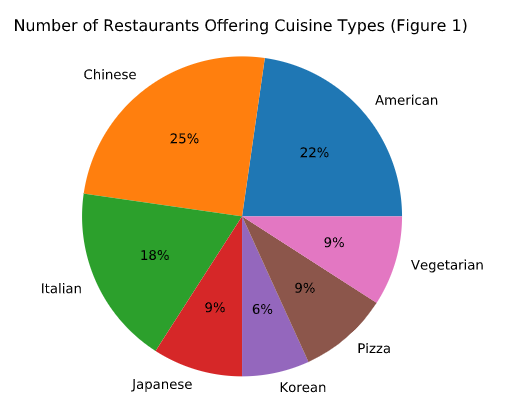 Number of Restaurants Offering Cuisine Types (Figure 1)
Chinese
American
25%
22%
18%
9%
Italian
Vegetarian
9%
9%
6%
Pizza
Japanese
Korean